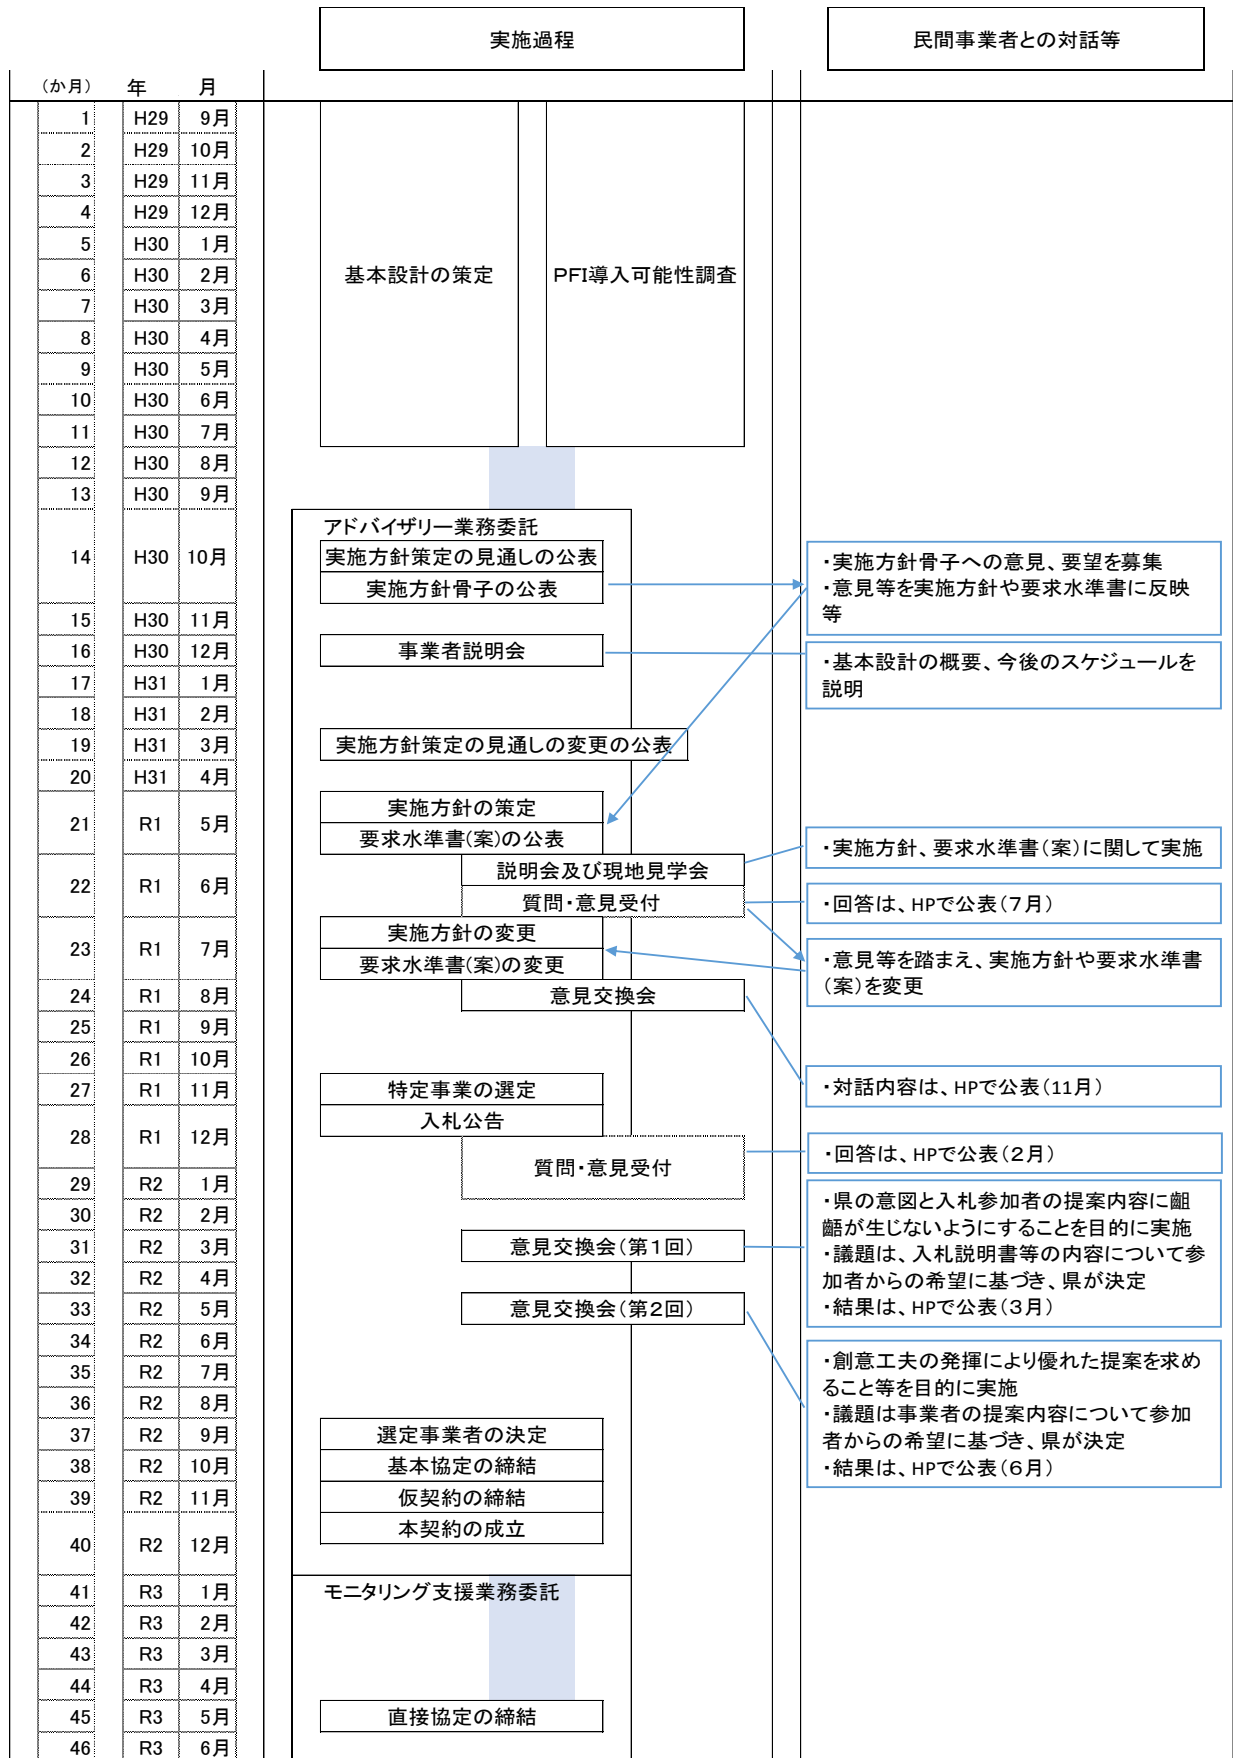 実施過程
民間事業者との対話等
(か月) 年 月
1 H29 9月
2 H29 10月
3 H29 11月
4 H29 12月
5 H30 1月
6 H30 2月
基本設計の策定
PFI導入可能性調査
7 H30 3月
8 H30 4月
9 H30 5月
10 H30 6月
11 H30 7月
12 H30 8月
13 H30 9月
アドバイザリー業務委託
14 H30 10月
実施方針策定の見通しの公表
実施方針骨子の公表
・実施方針骨子への意見、要望を募集
・意見等を実施方針や要求水準書に反映
等
15 H30 11月
16 H30 12月
事業者説明会
・基本設計の概要、今後のスケジュールを
説明
17 H31 1月
18 H31 2月
19 H31 3月
実施方針策定の見通しの変更の公表
20 H31 4月
21 R1 5月
実施方針の策定
要求水準書(案)の公表
・実施方針、要求水準書(案)に関して実施
22 R1 6月
説明会及び現地見学会
質問・意見受付
・回答は、HPで公表(7月)
23 R1 7月
実施方針の変更
要求水準書(案)の変更
・意見等を踏まえ、実施方針や要求水準書
(案)を変更
24 R1 8月
意見交換会
25 R1 9月
26 R1 10月
27 R1 11月
特定事業の選定
・対話内容は、HPで公表(11月)
28 R1 12月
入札公告
質問・意見受付
・回答は、HPで公表(2月)
29 R2 1月
30 R2 2月
31 R2 3月
意見交換会(第1回)
・県の意図と入札参加者の提案内容に齟
齬が生じないようにすることを目的に実施
・議題は、入札説明書等の内容について参
加者からの希望に基づき、県が決定
・結果は、HPで公表(3月)
32 R2 4月
33 R2 5月
意見交換会(第2回)
34 R2 6月
35 R2 7月
36 R2 8月
・創意工夫の発揮により優れた提案を求め
ること等を目的に実施
・議題は事業者の提案内容について参加
者からの希望に基づき、県が決定
・結果は、HPで公表(6月)
37 R2 9月
選定事業者の決定
38 R2 10月
基本協定の締結
39 R2 11月
仮契約の締結
40 R2 12月
本契約の成立
41 R3 1月
モニタリング支援業務委託
42 R3 2月
43 R3 3月
44 R3 4月
45 R3 5月
直接協定の締結
46 R3 6月